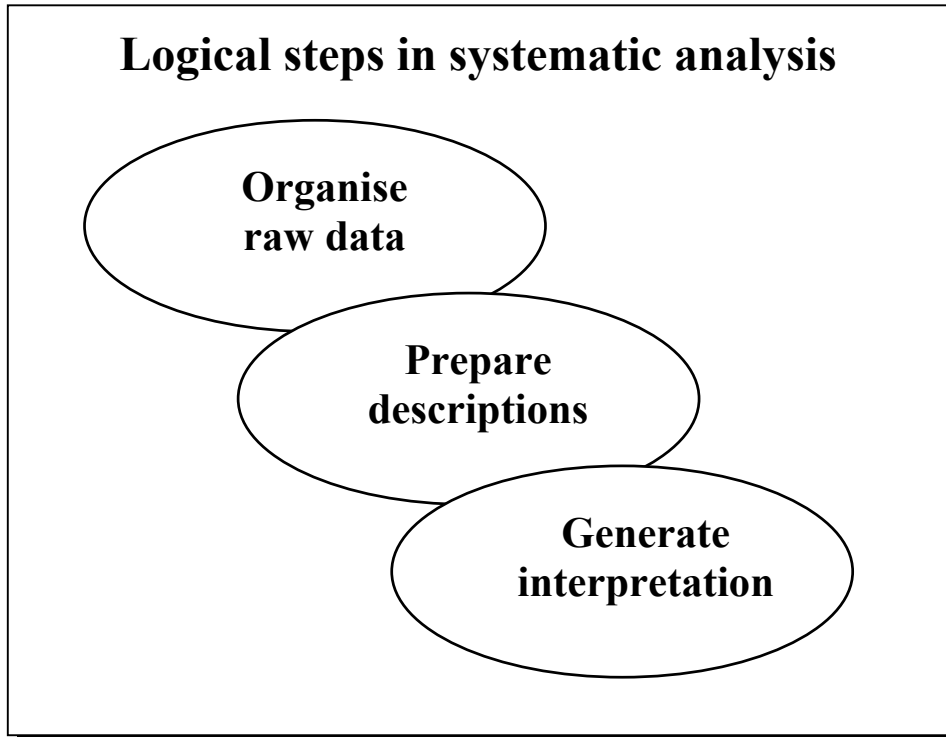 Logical steps in systematic analysis
Organise
raw data
Prepare
descriptions
Generate
interpretation